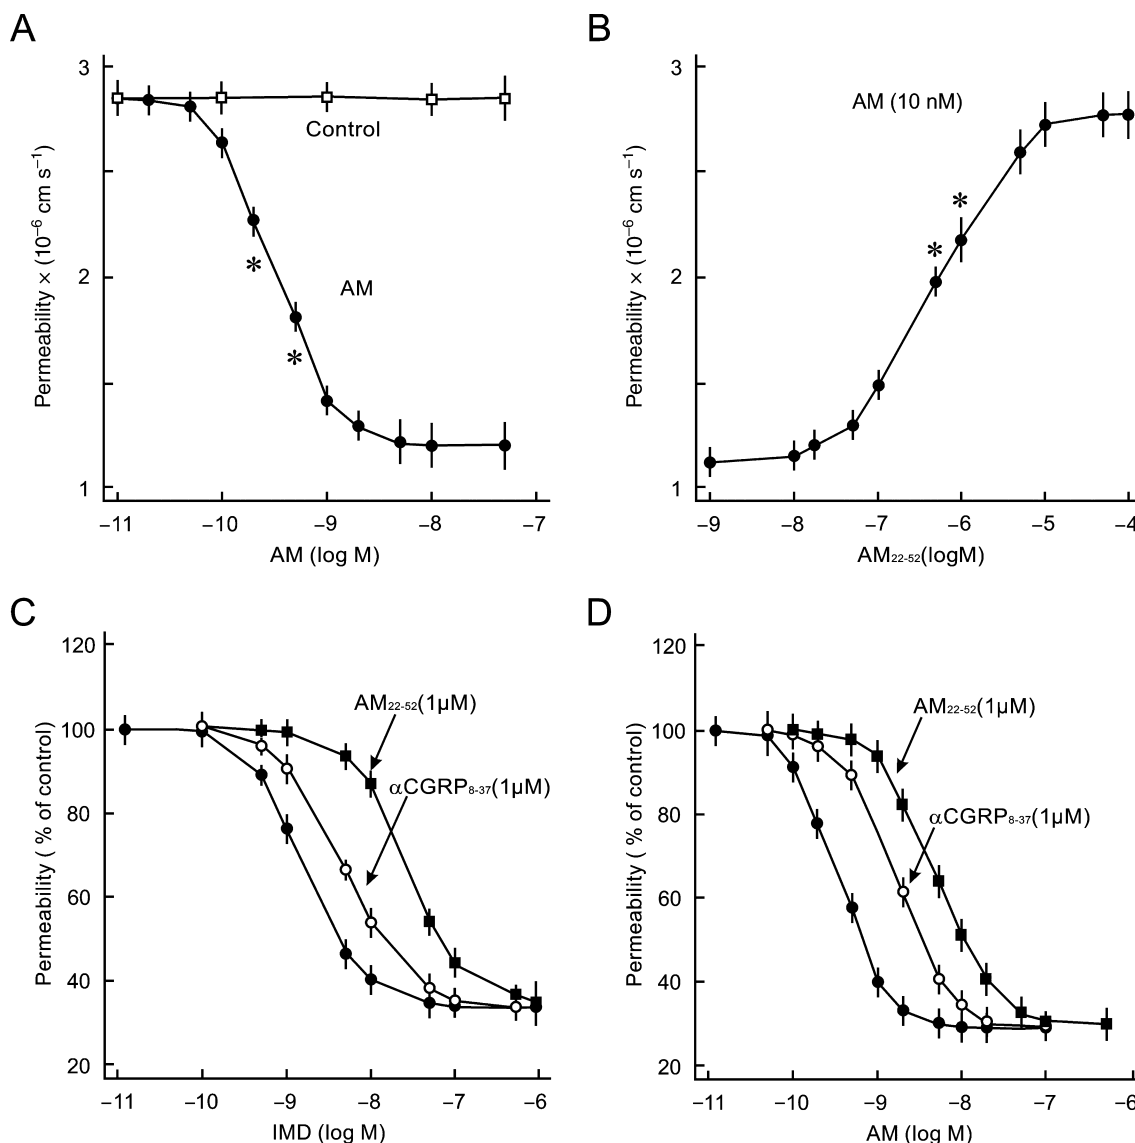 A
3
2
1
Permeability × (10⁻⁶ cm s⁻¹)
Control
AM
*
*
−11 −10 −9 −8 −7
AM (log M)
B
3
2
1
Permeability × (10⁻⁶ cm s⁻¹)
AM (10 nM)
*
*
−9 −8 −7 −6 −5 −4
AM₂₂₋₅₂(logM)
C
120
100
80
60
40
20
Permeability ( % of control)
AM₂₂₋₅₂(1µM)
αCGRP₈₋₃₇(1µM)
−11 −10 −9 −8 −7 −6
IMD (log M)
D
120
100
80
60
40
20
Permeability ( % of control)
AM₂₂₋₅₂(1µM)
αCGRP₈₋₃₇(1µM)
−11 −10 −9 −8 −7 −6
AM (log M)